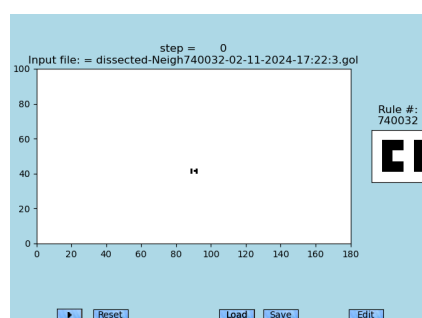 step = 0
Input file: = dissected-Neigh740032-02-11-2024-17:22:3.gol
100
80
60
40
20
0
0 20 40 60 80 100 120 140 160 180
Rule #:
740032
Reset Load Save Edit